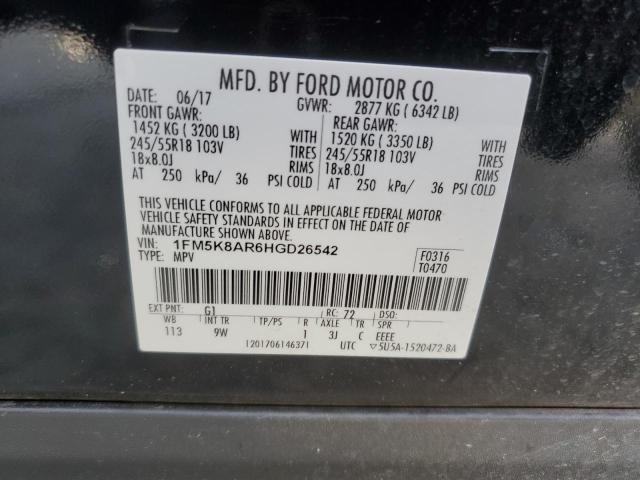 MFD. BY FORD MOTOR CO.
DATE: 06/17 GVWR: 2877 KG ( 6342 LB)
FRONT GAWR: REAR GAWR:
1452 KG ( 3200 LB) WITH 1520 KG ( 3350 LB) WITH
245/55R18 103V TIRES 245/55R18 103V TIRES
18x8.0J RIMS 18x8.0J RIMS
AT 250 kPa/ 36 PSI COLD AT 250 kPa/ 36 PSI COLD
THIS VEHICLE CONFORMS TO ALL APPLICABLE FEDERAL MOTOR
VEHICLE SAFETY STANDARDS IN EFFECT ON THE DATE OF
MANUFACTURE SHOWN ABOVE.
VIN: 1FM5K8AR6HGD26542 F0316
TYPE: MPV T0470
EXT PNT: G1 RC: 72 DSO:
WB INT TR TP/PS R AXLE TR SPR
113 9W 1 3J C EEEE
1201706146371 UTC ▽5U5A-1520472-BA